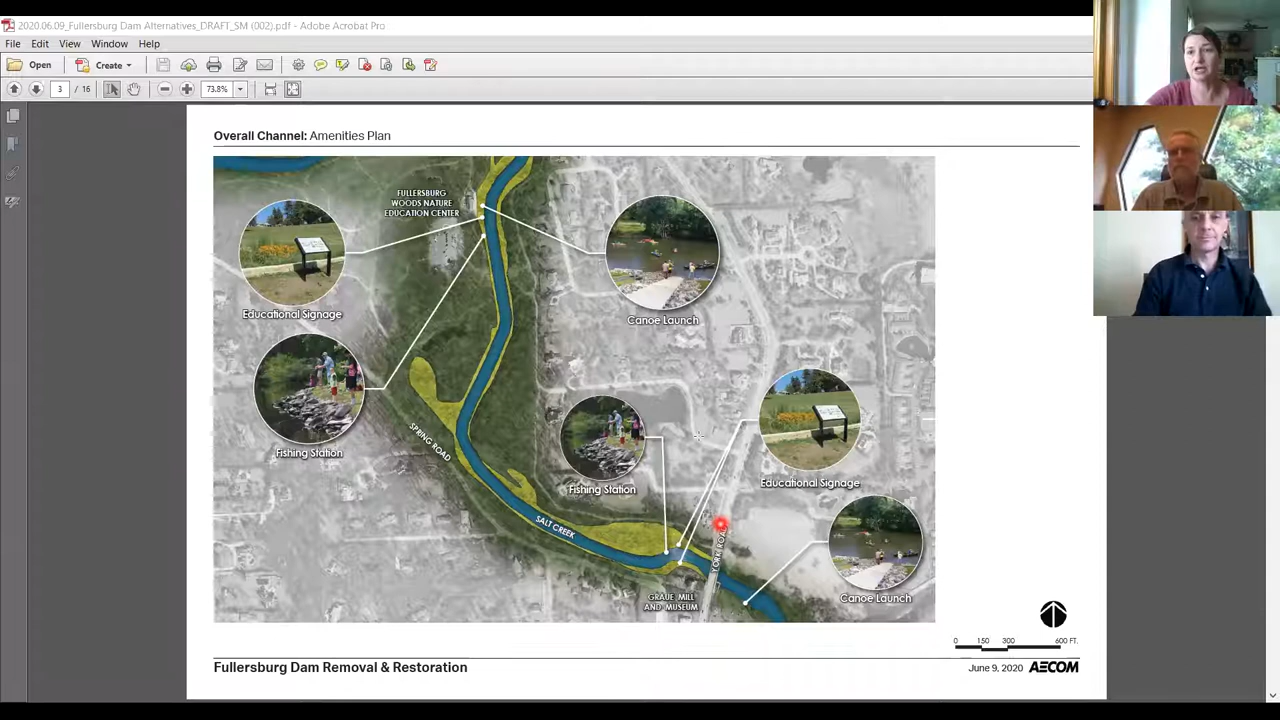 2020.06.09_Fullersburg Dam Alternatives_DRAFT_SM (002).pdf - Adobe Acrobat Pro
File Edit View Window Help
Open Create
3 / 16 73.8%
Overall Channel: Amenities Plan
FULLERSBURG
WOODS NATURE
EDUCATION CENTER
Educational Signage
Canoe Launch
Fishing Station
SPRING ROAD
Fishing Station
Educational Signage
SALT CREEK
YORK ROAD
GRAUE MILL
AND MUSEUM
Canoe Launch
0 150 300 600 FT.
Fullersburg Dam Removal & Restoration
June 9, 2020 AECOM